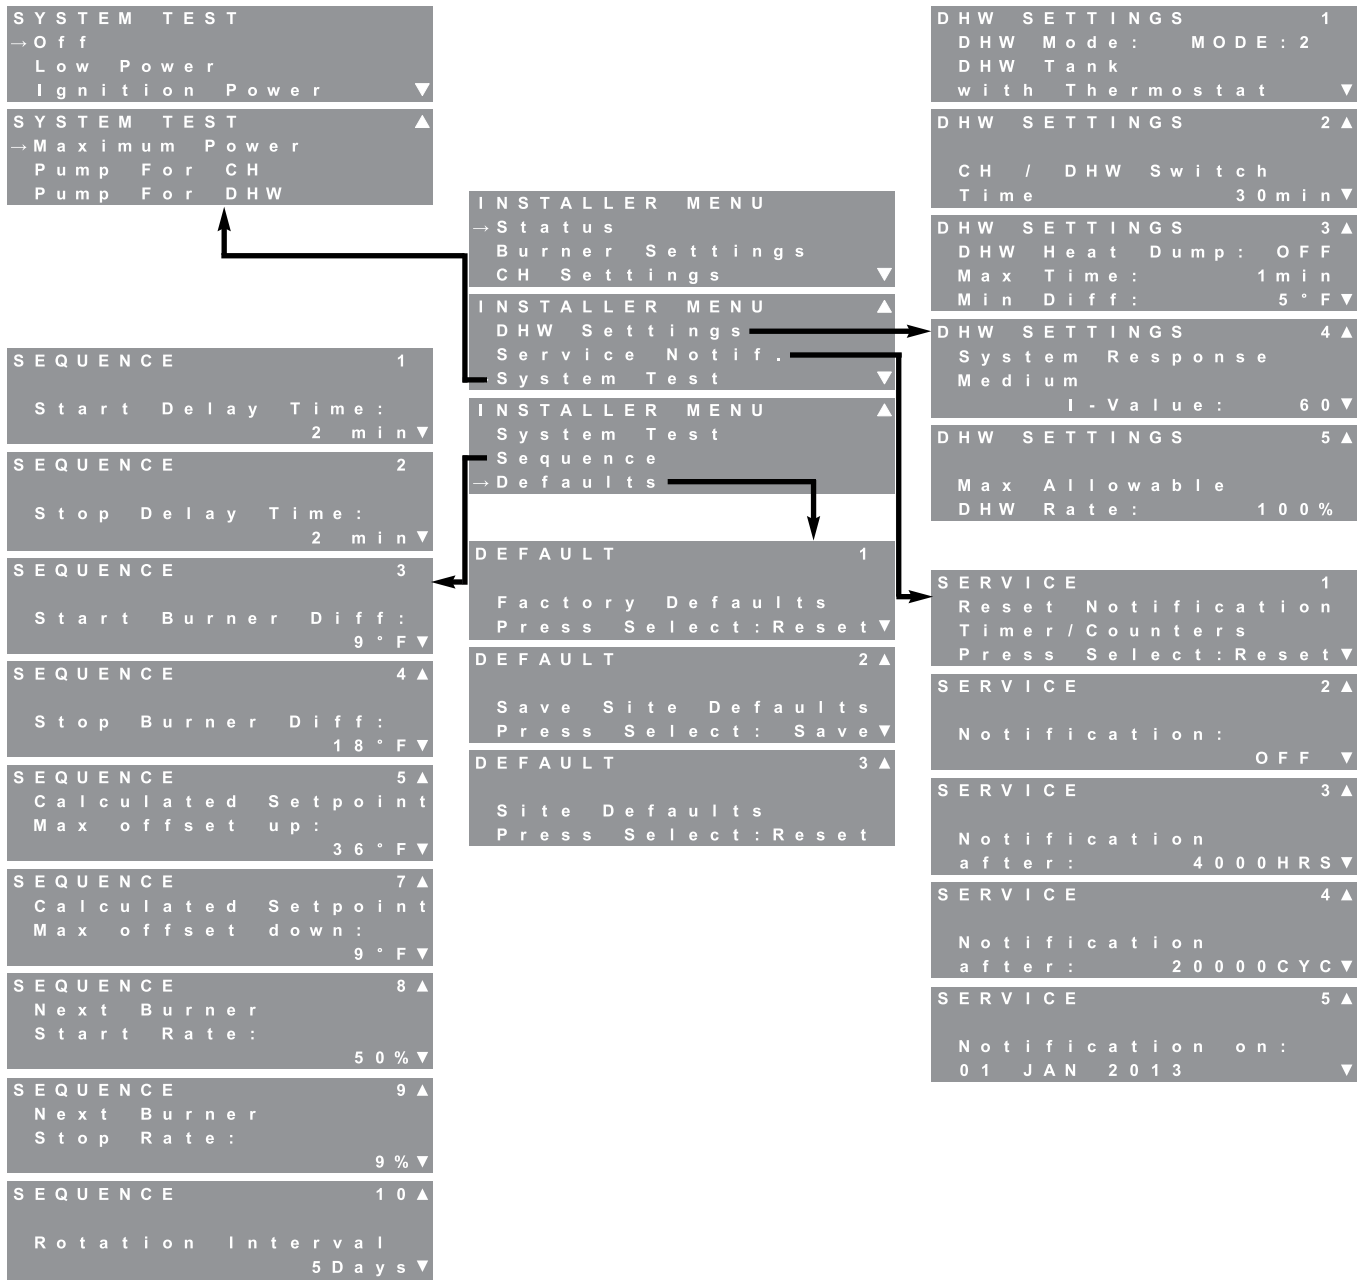 SYSTEM TEST
→Off
Low Power
Ignition Power ▼
SYSTEM TEST ▲
→Maximum Power
Pump For CH
Pump For DHW
SEQUENCE 1
Start Delay Time:
2 min▼
SEQUENCE 2
Stop Delay Time:
2 min▼
SEQUENCE 3
Start Burner Diff:
9°F▼
SEQUENCE 4▲
Stop Burner Diff:
18°F▼
SEQUENCE 5▲
Calculated Setpoint
Max offset up:
36°F▼
SEQUENCE 7▲
Calculated Setpoint
Max offset down:
9°F▼
SEQUENCE 8▲
Next Burner
Start Rate:
50%▼
SEQUENCE 9▲
Next Burner
Stop Rate:
9%▼
SEQUENCE 10▲
Rotation Interval
5Days▼
INSTALLER MENU
→Status
Burner Settings
CH Settings ▼
INSTALLER MENU ▲
DHW Settings
Service Notif.
System Test ▼
INSTALLER MENU ▲
System Test
Sequence
→Defaults
DEFAULT 1
Factory Defaults
Press Select:Reset▼
DEFAULT 2▲
Save Site Defaults
Press Select: Save▼
DEFAULT 3▲
Site Defaults
Press Select:Reset
DHW SETTINGS 1
DHW Mode: MODE:2
DHW Tank
with Thermostat ▼
DHW SETTINGS 2▲
CH / DHW Switch
Time 30min▼
DHW SETTINGS 3▲
DHW Heat Dump: OFF
Max Time: 1min
Min Diff: 5°F▼
DHW SETTINGS 4▲
System Response
Medium
I-Value: 60▼
DHW SETTINGS 5▲
Max Allowable
DHW Rate: 100%
SERVICE 1
Reset Notification
Timer/Counters
Press Select:Reset▼
SERVICE 2▲
Notification:
OFF ▼
SERVICE 3▲
Notification
after: 4000HRS▼
SERVICE 4▲
Notification
after: 20000CYC▼
SERVICE 5▲
Notification on:
01 JAN 2013 ▼